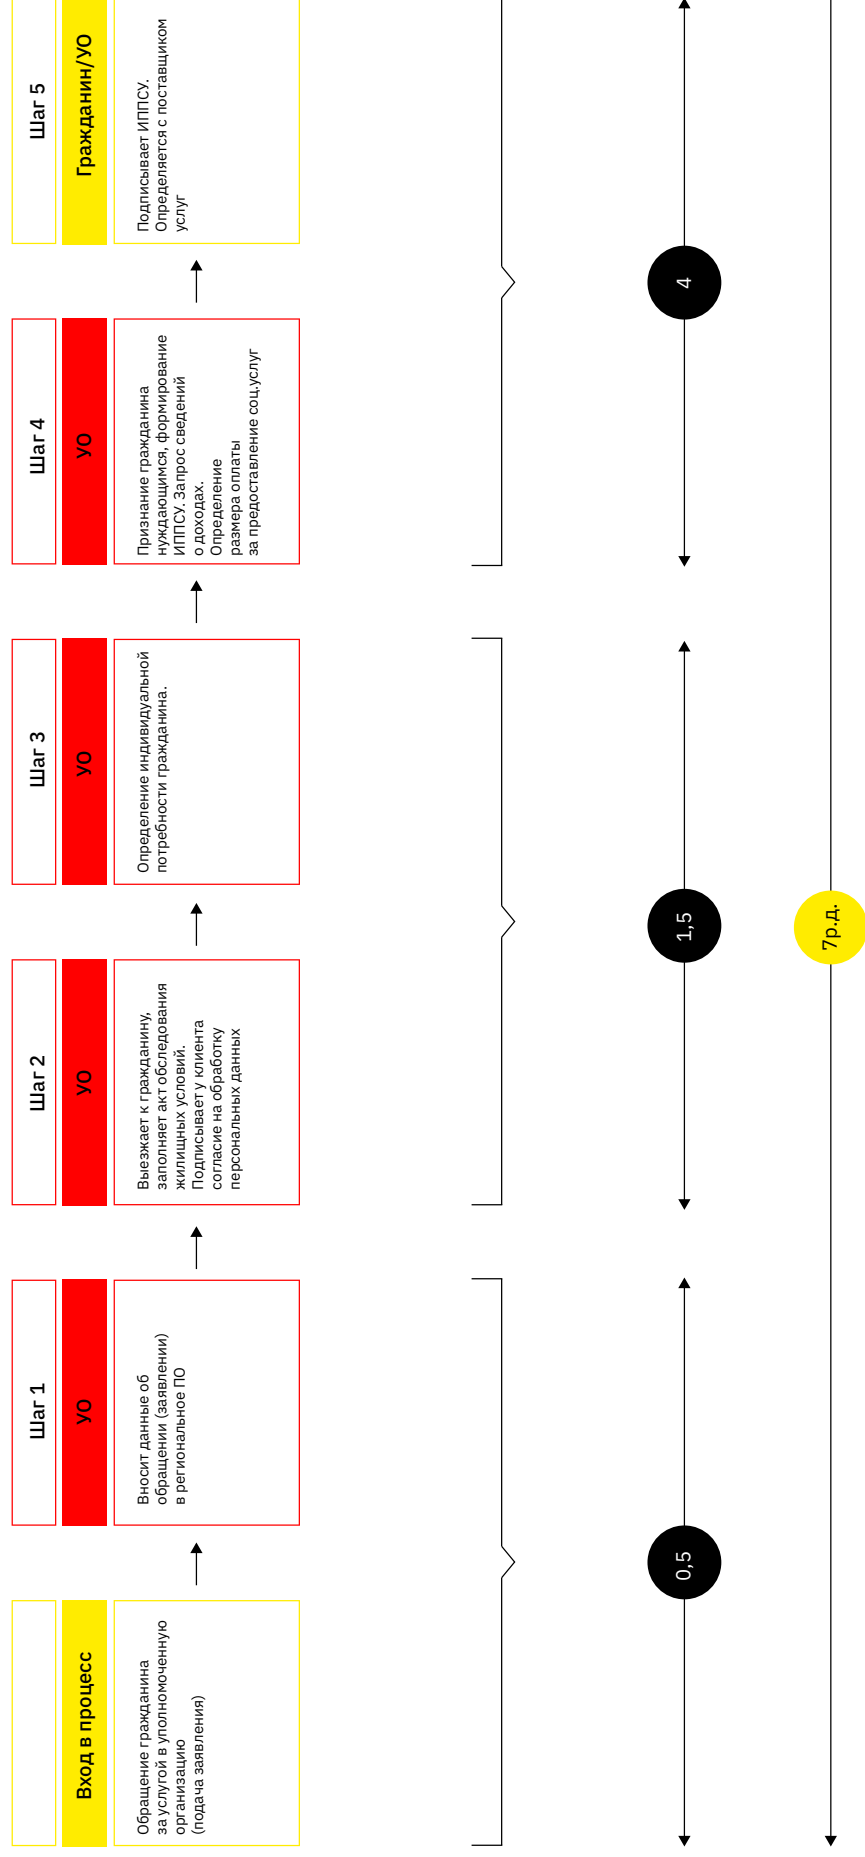 Вход в процесс
Обращение гражданина
за услугой в уполномоченную
организацию
(подача заявления)
Шаг 1
УО
Вносит данные об
обращении (заявлении)
в региональное ПО
Шаг 2
УО
Выезжает к гражданину,
заполняет акт обследования
жилищных условий.
Подписывает у клиента
согласие на обработку
персональных данных
Шаг 3
УО
Определение индивидуальной
потребности гражданина.
Шаг 4
УО
Признание гражданина
нуждающимся, формирование
ИППСУ. Запрос сведений
о доходах.
Определение
размера оплаты
за предоставление соц.услуг
Шаг 5
Гражданин/УО
Подписывает ИППСУ.
Определяется с поставщиком
услуг
0,5
1,5
4
7р.д.